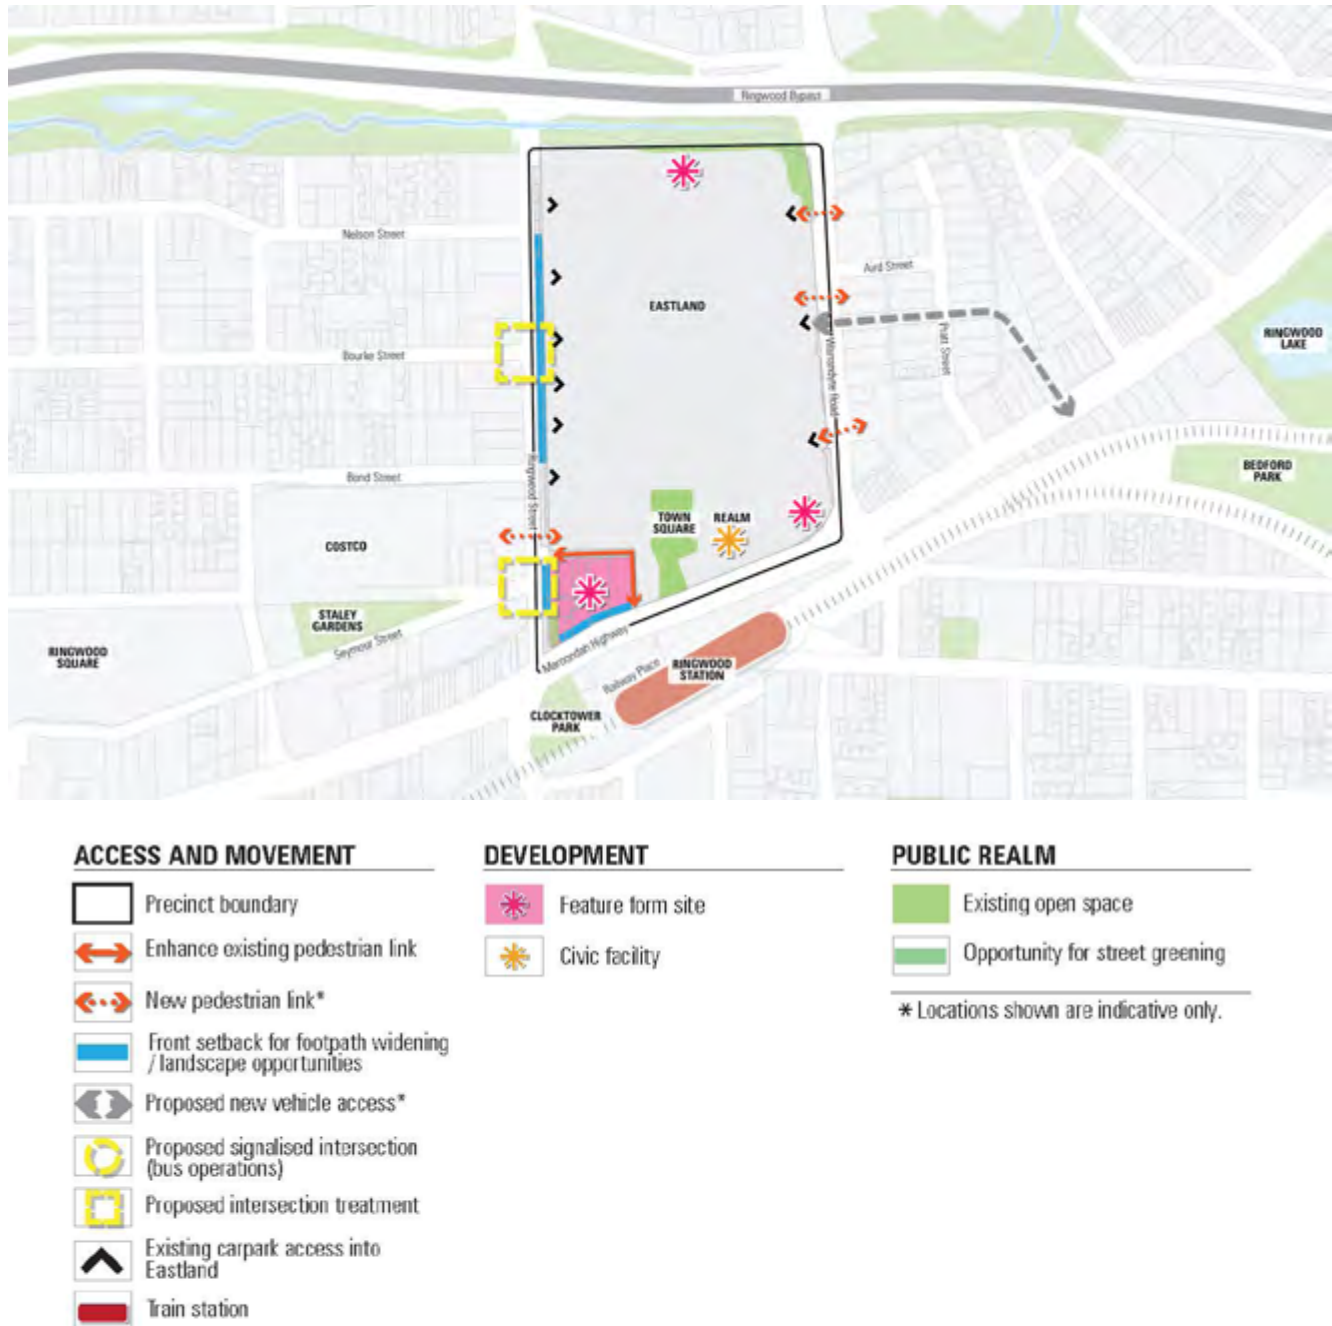 Ringwood Bypass
Nelson Street
Aird Street
EASTLAND
RINGWOOD
LAKE
Bourke Street
Pratt Street
Warrandyte Road
Bond Street
Ringwood Street
BEDFORD
PARK
TOWN
SQUARE
REALM
COSTCO
STALEY
GARDENS
Seymour Street
RINGWOOD
SQUARE
Maroondah Highway
Railway Place
RINGWOOD
STATION
CLOCKTOWER
PARK
ACCESS AND MOVEMENT
Precinct boundary
Enhance existing pedestrian link
New pedestrian link*
Front setback for footpath widening
/ landscape opportunities
Proposed new vehicle access*
Proposed signalised intersection
(bus operations)
Proposed intersection treatment
Existing carpark access into
Eastland
Train station
DEVELOPMENT
Feature form site
Civic facility
PUBLIC REALM
Existing open space
Opportunity for street greening
* Locations shown are indicative only.